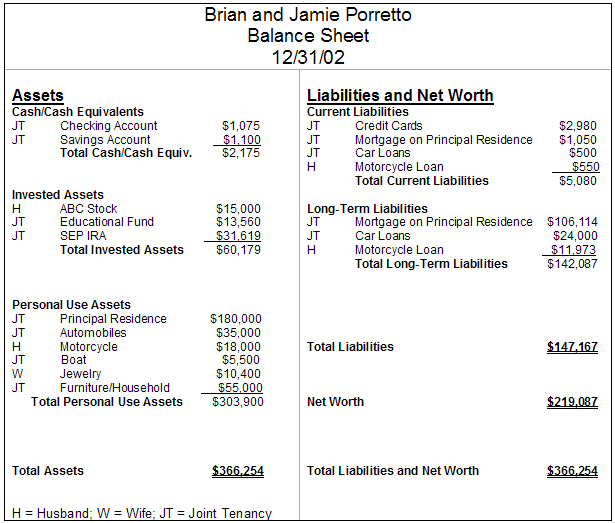 Brian and Jamie Porretto
Balance Sheet
12/31/02
Assets
Cash/Cash Equivalents
JT Checking Account $1,075
JT Savings Account $1,100
Total Cash/Cash Equiv. $2,175
Invested Assets
H ABC Stock $15,000
JT Educational Fund $13,560
JT SEP IRA $31,619
Total Invested Assets $60,179
Personal Use Assets
JT Principal Residence $180,000
JT Automobiles $35,000
H Motorcycle $18,000
JT Boat $5,500
W Jewelry $10,400
JT Furniture/Household $55,000
Total Personal Use Assets $303,900
Total Assets $366,254
H = Husband; W = Wife; JT = Joint Tenancy
Liabilities and Net Worth
Current Liabilities
JT Credit Cards $2,980
JT Mortgage on Principal Residence $1,050
JT Car Loans $500
H Motorcycle Loan $550
Total Current Liabilities $5,080
Long-Term Liabilities
JT Mortgage on Principal Residence $106,114
JT Car Loans $24,000
H Motorcycle Loan $11,973
Total Long-Term Liabilities $142,087
Total Liabilities $147,167
Net Worth $219,087
Total Liabilities and Net Worth $366,254